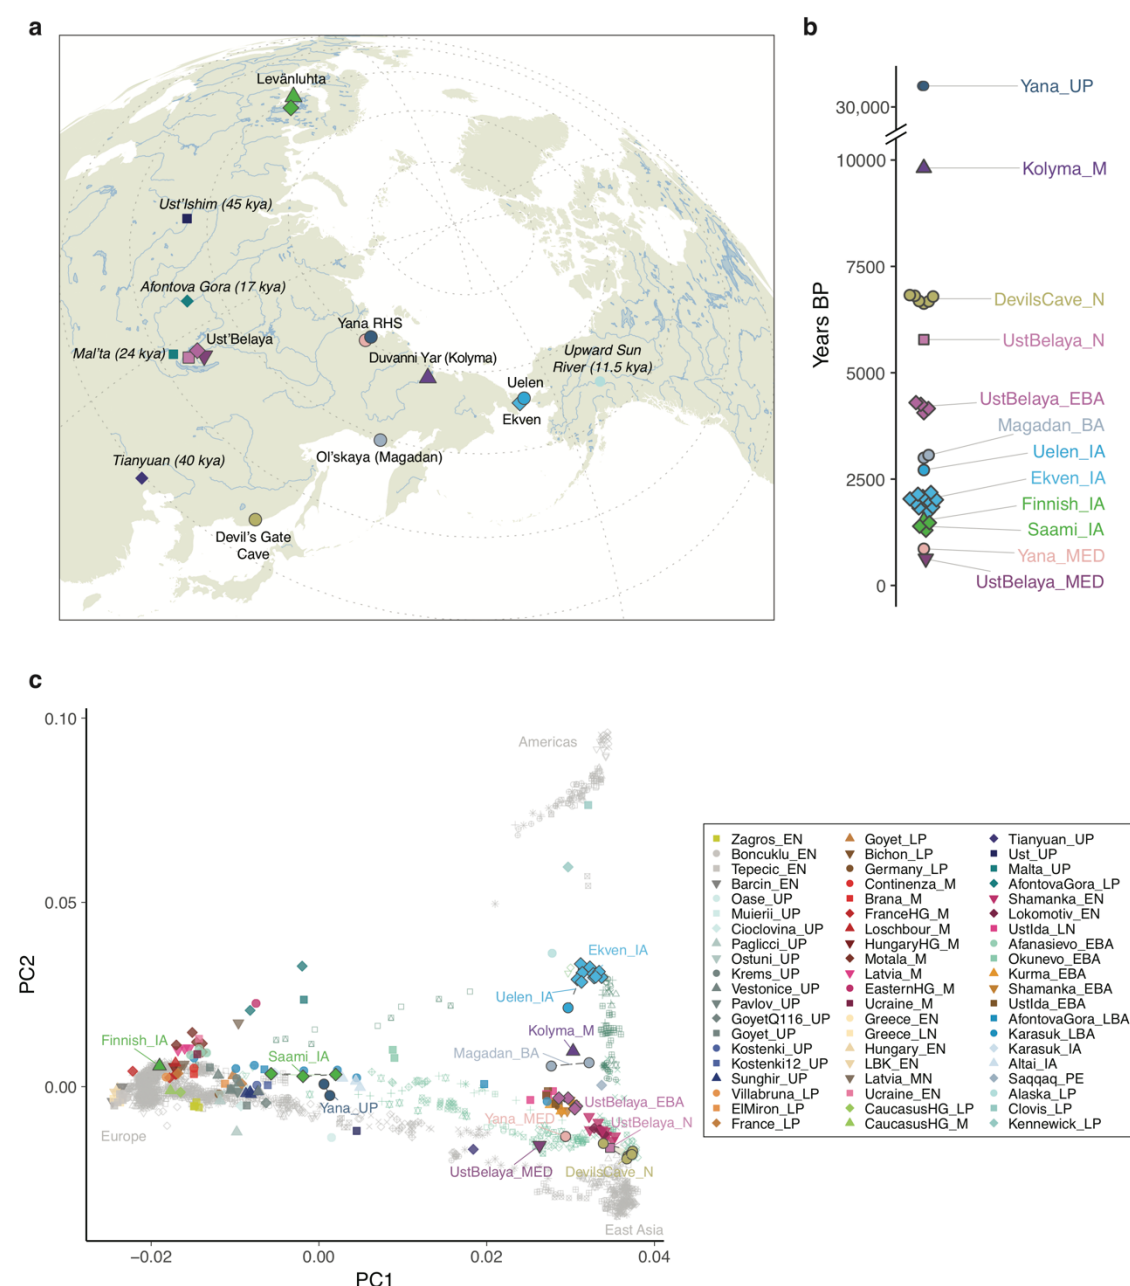 a
Levänluhta
Ust'Ishim (45 kya)
Afontova Gora (17 kya)
Yana RHS
Ust'Belaya
Mal'ta (24 kya)
Duvanni Yar (Kolyma)
Upward Sun
River (11.5 kya)
Uelen
Ekven
Ol'skaya (Magadan)
Tianyuan (40 kya)
Devil's Gate
Cave
b
Years BP
30,000
10000
7500
5000
2500
0
Yana_UP
Kolyma_M
DevilsCave_N
UstBelaya_N
UstBelaya_EBA
Magadan_BA
Uelen_IA
Ekven_IA
Finnish_IA
Saami_IA
Yana_MED
UstBelaya_MED
c
PC2
0.10
0.05
0.00
Americas
Ekven_IA
Uelen_IA
Kolyma_M
Magadan_BA
Finnish_IA
Saami_IA
Yana_UP
UstBelaya_EBA
Yana_MED
UstBelaya_N
Europe
UstBelaya_MED
DevilsCave_N
East Asia
−0.02
0.00
0.02
0.04
PC1
Zagros_EN
Boncuklu_EN
Tepecic_EN
Barcin_EN
Oase_UP
Muierii_UP
Cioclovina_UP
Paglicci_UP
Ostuni_UP
Krems_UP
Vestonice_UP
Pavlov_UP
GoyetQ116_UP
Goyet_UP
Kostenki_UP
Kostenki12_UP
Sunghir_UP
Villabruna_LP
ElMiron_LP
France_LP
Goyet_LP
Bichon_LP
Germany_LP
Continenza_M
Brana_M
FranceHG_M
Loschbour_M
HungaryHG_M
Motala_M
Latvia_M
EasternHG_M
Ucraine_M
Greece_EN
Greece_LN
Hungary_EN
LBK_EN
Latvia_MN
Ucraine_EN
CaucasusHG_LP
CaucasusHG_M
Tianyuan_UP
Ust_UP
Malta_UP
AfontovaGora_LP
Shamanka_EN
Lokomotiv_EN
UstIda_LN
Afanasievo_EBA
Okunevo_EBA
Kurma_EBA
Shamanka_EBA
UstIda_EBA
AfontovaGora_LBA
Karasuk_LBA
Karasuk_IA
Altai_IA
Saqqaq_PE
Alaska_LP
Clovis_LP
Kennewick_LP